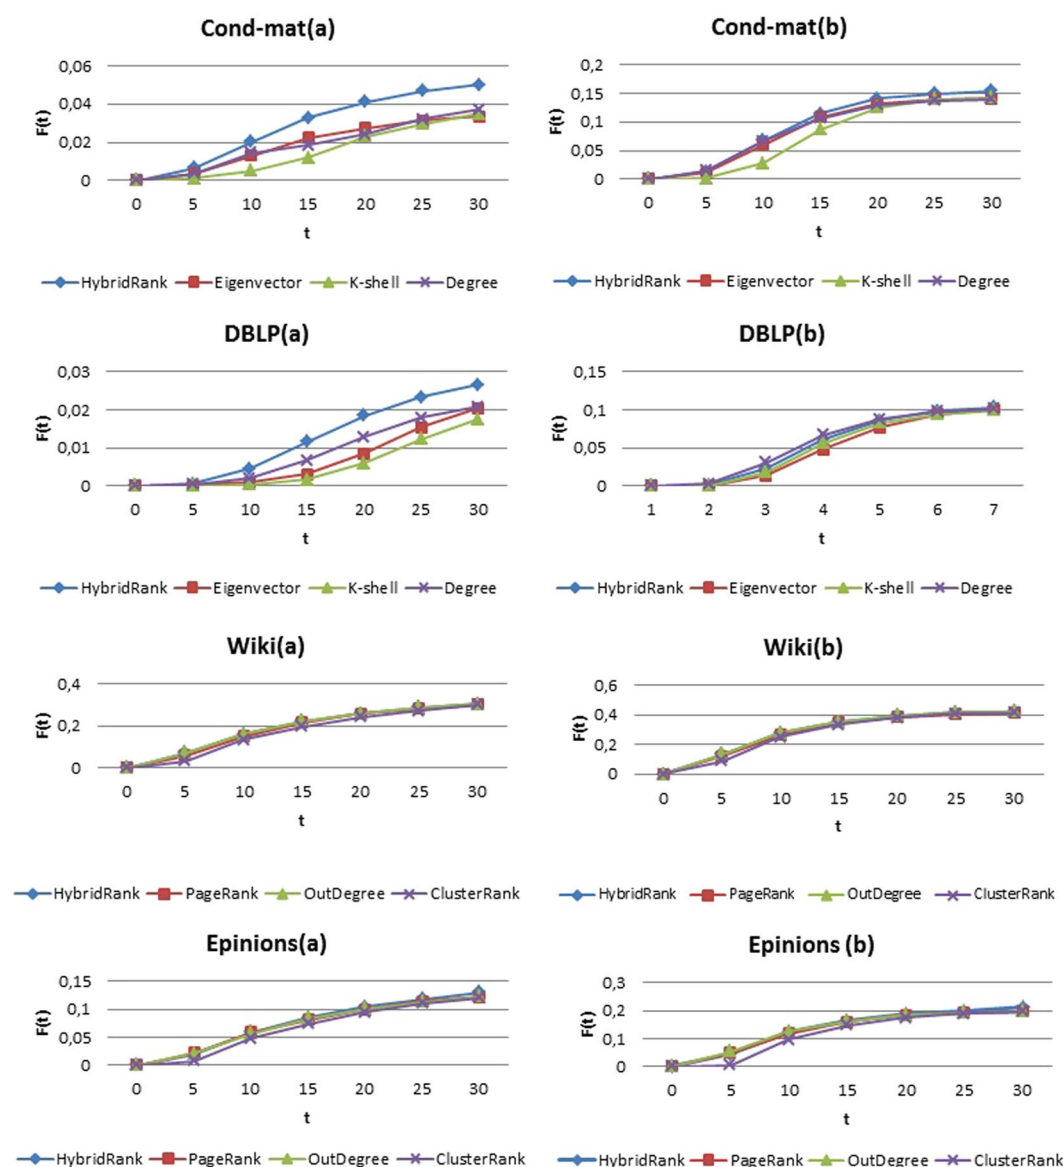 Cond-mat(a)
F(t)
0,06
0,04
0,02
0
0 5 10 15 20 25 30
t
HybridRank Eigenvector K-shell Degree
Cond-mat(b)
F(t)
0,2
0,15
0,1
0,05
0
0 5 10 15 20 25 30
t
HybridRank Eigenvector K-shell Degree
DBLP(a)
F(t)
0,03
0,02
0,01
0
0 5 10 15 20 25 30
t
HybridRank Eigenvector K-shell Degree
DBLP(b)
F(t)
0,15
0,1
0,05
0
1 2 3 4 5 6 7
t
HybridRank Eigenvector K-shell Degree
Wiki(a)
F(t)
0,4
0,2
0
0 5 10 15 20 25 30
t
HybridRank PageRank OutDegree ClusterRank
Wiki(b)
F(t)
0,6
0,4
0,2
0
0 5 10 15 20 25 30
t
HybridRank PageRank OutDegree ClusterRank
Epinions(a)
F(t)
0,15
0,1
0,05
0
0 5 10 15 20 25 30
t
HybridRank PageRank OutDegree ClusterRank
Epinions (b)
F(t)
0,3
0,2
0,1
0
0 5 10 15 20 25 30
t
HybridRank PageRank OutDegree ClusterRank